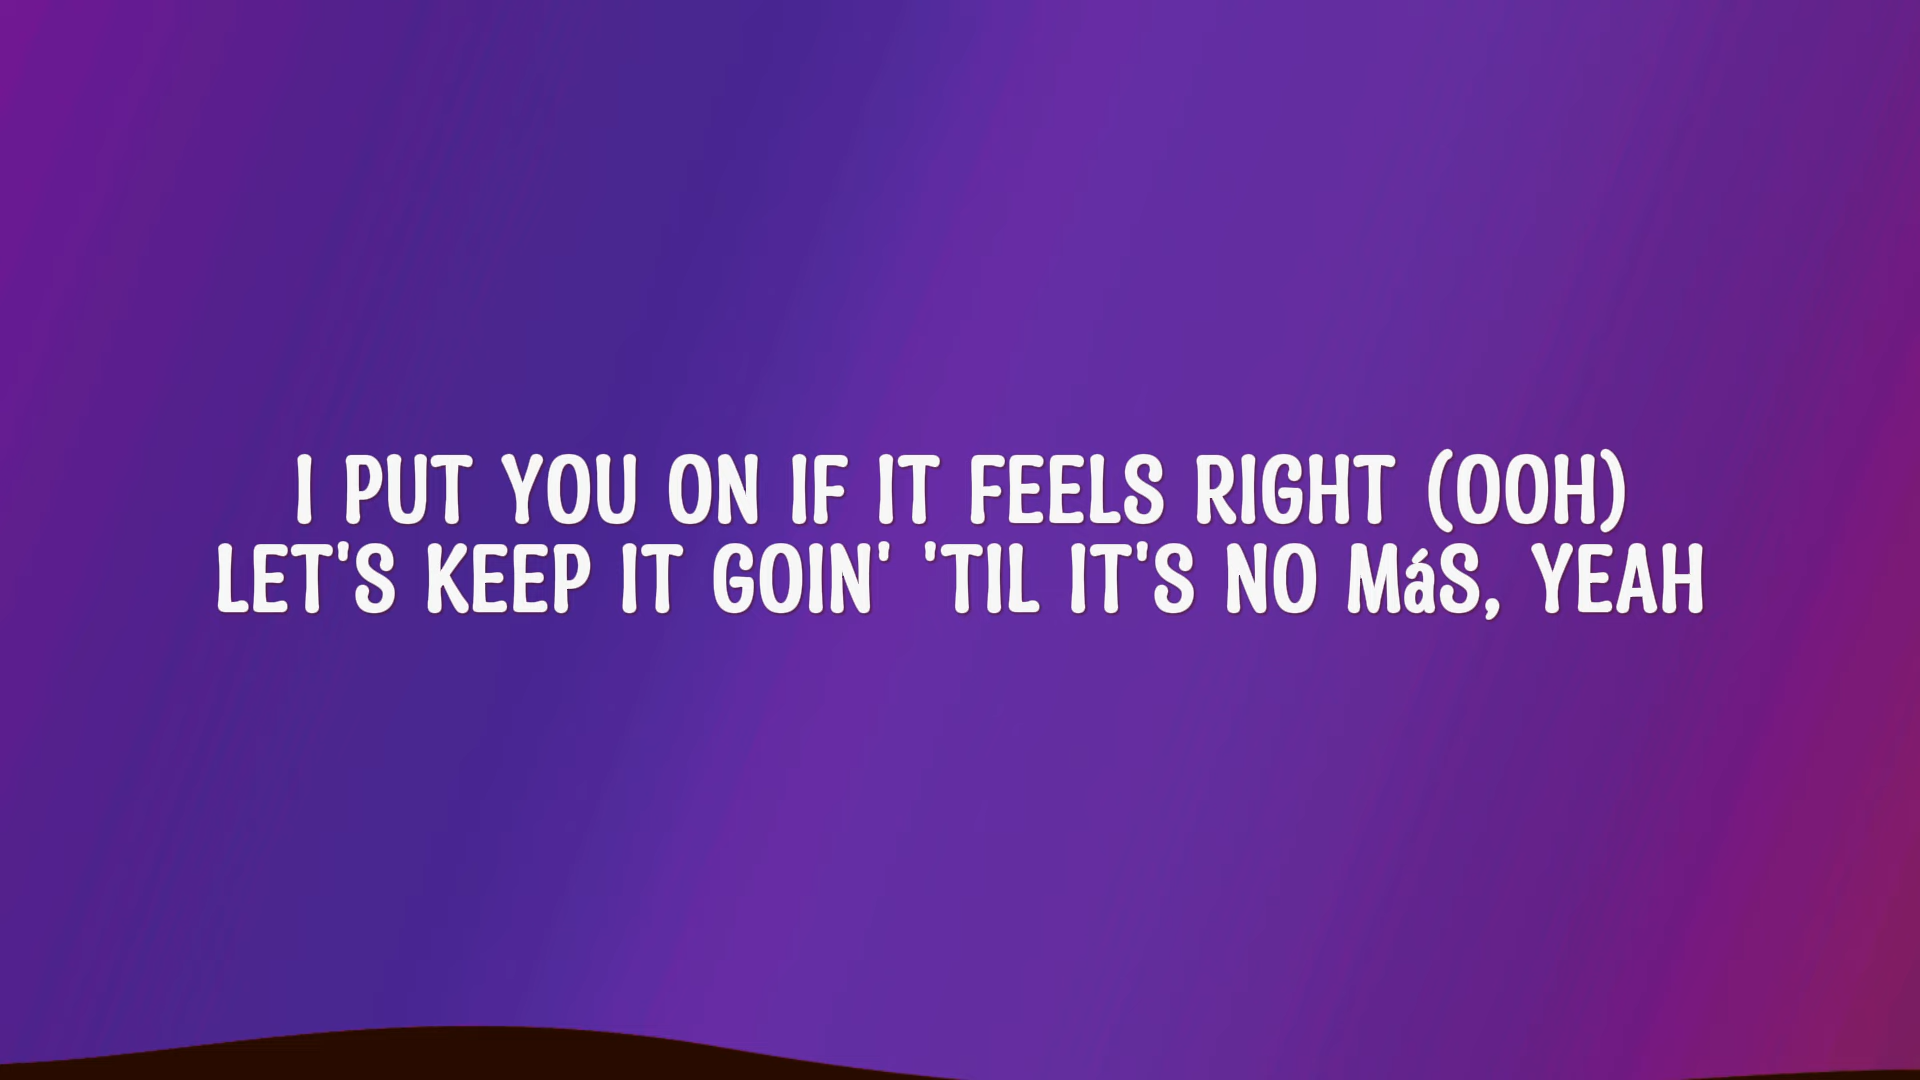 I PUT YOU ON IF IT FEELS RIGHT (OOH)
LET'S KEEP IT GOIN' 'TIL IT'S NO MáS, YEAH